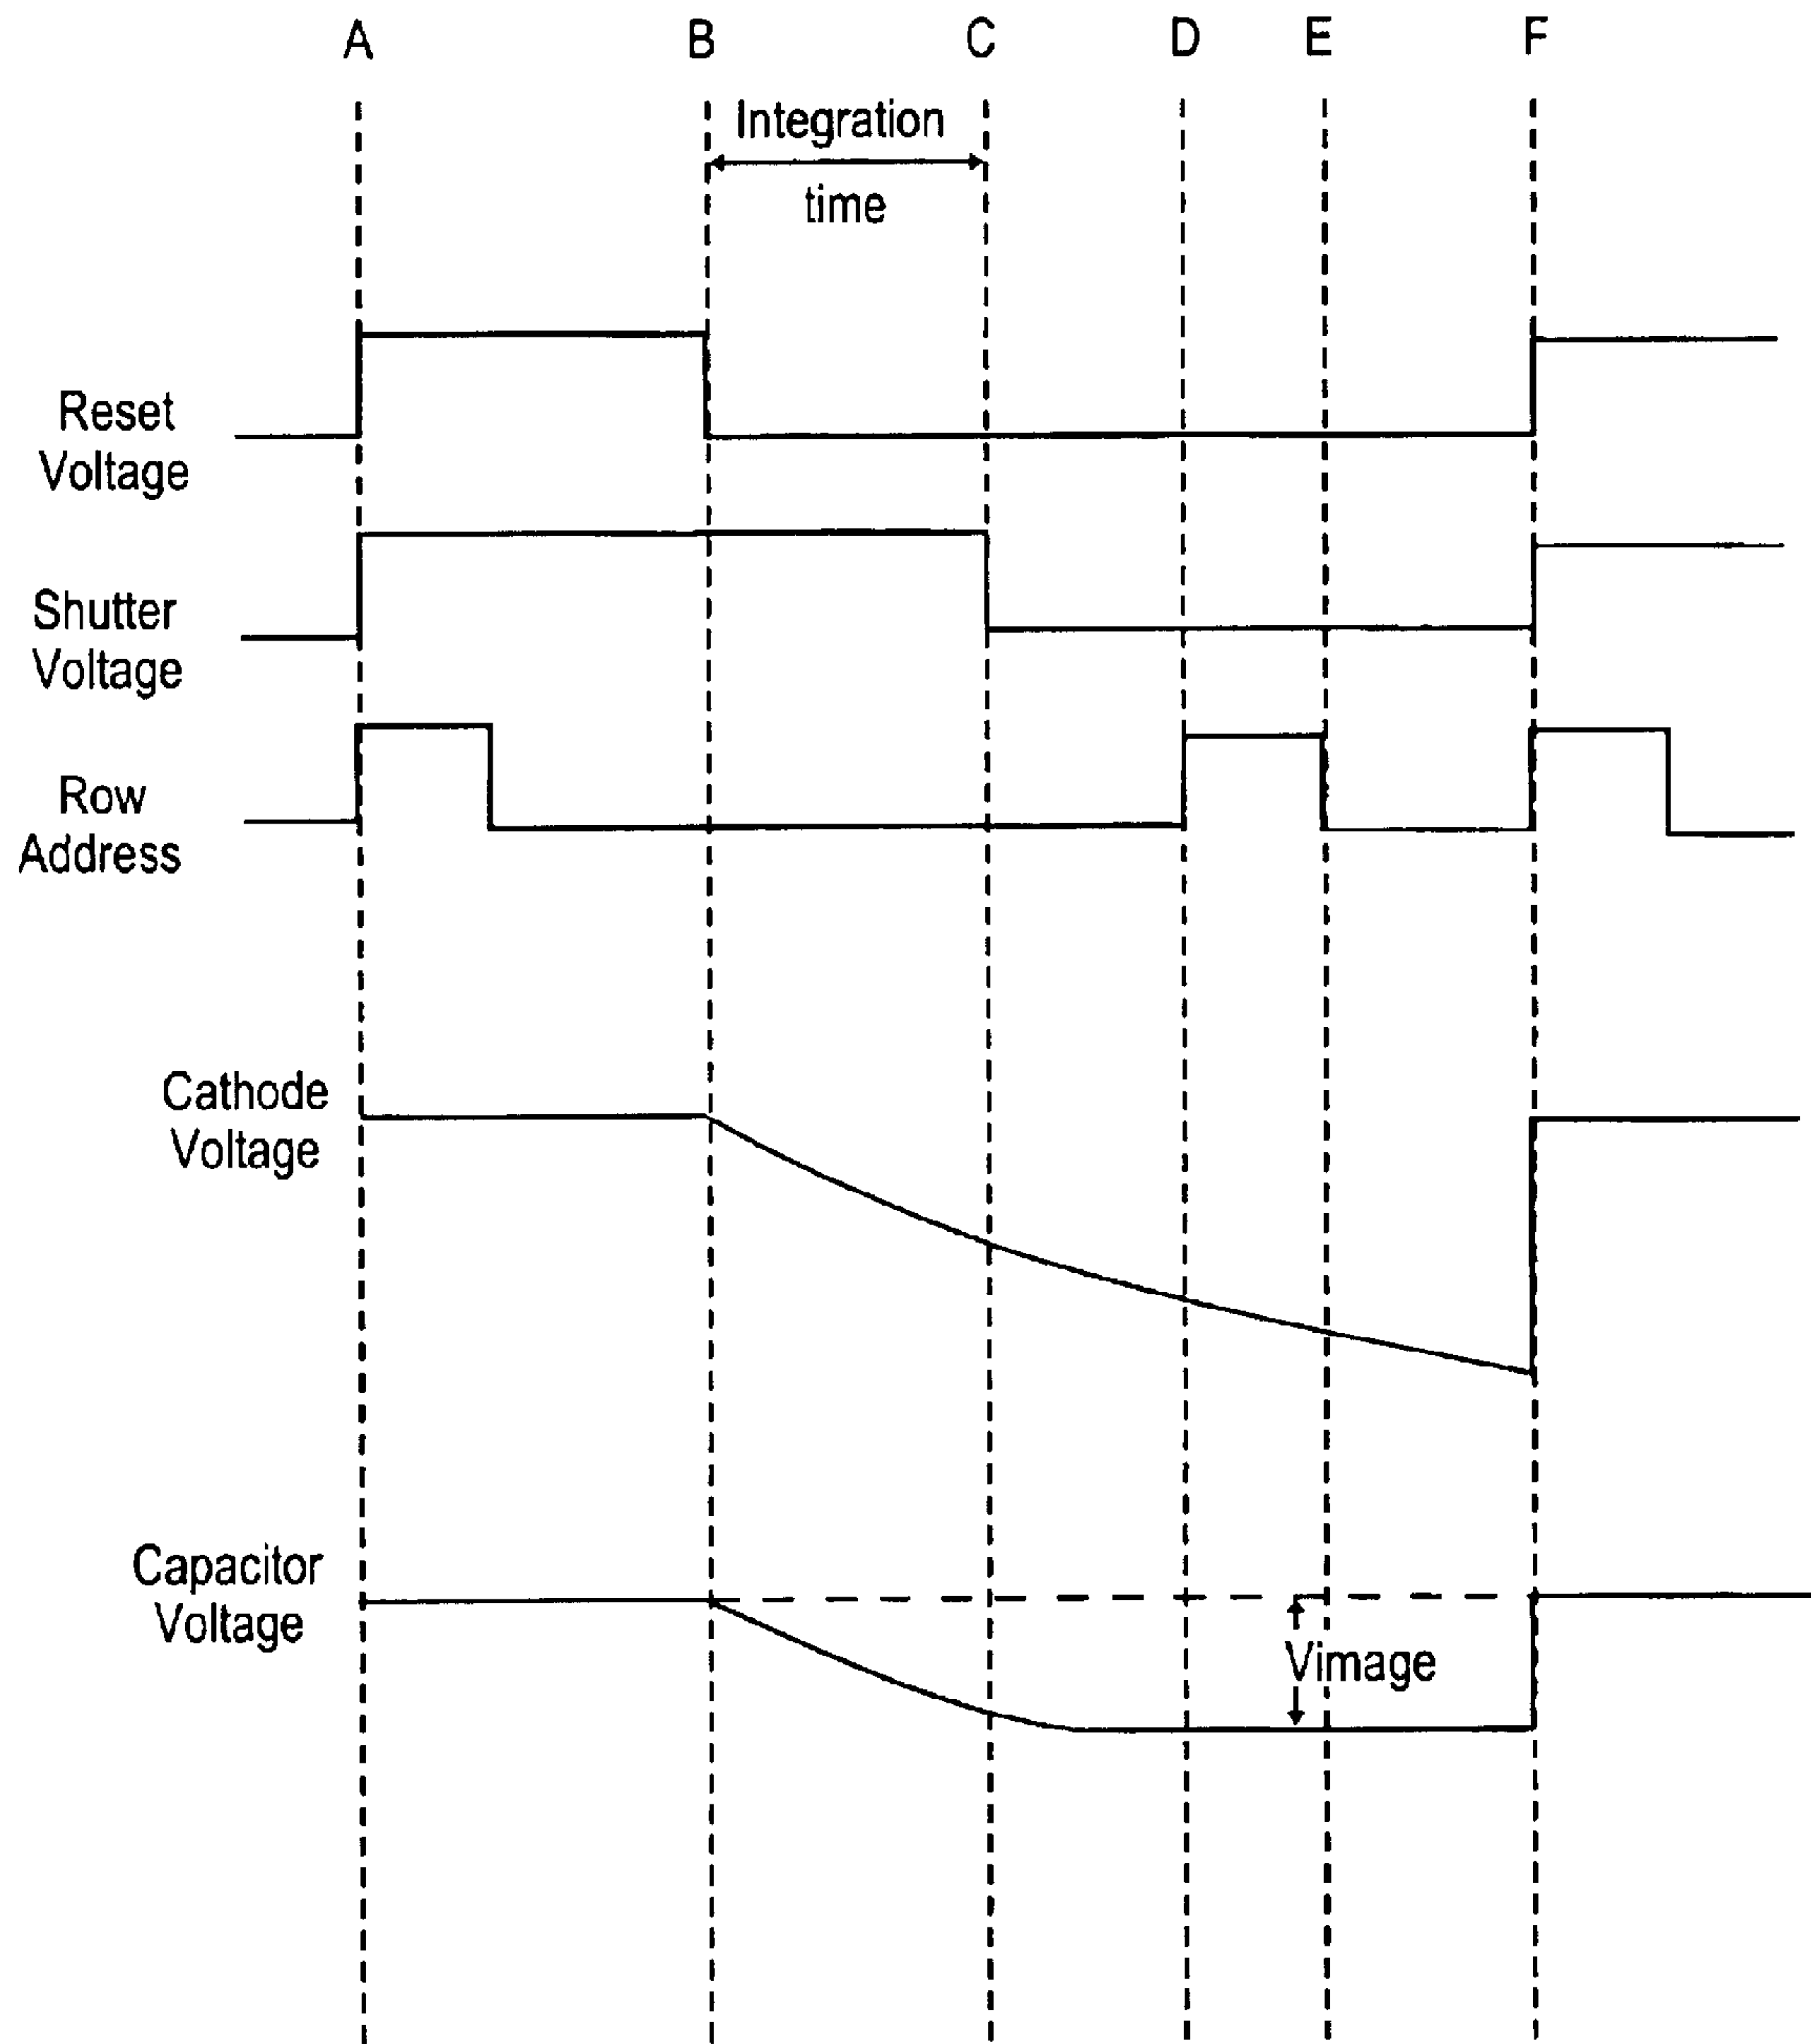 A B C D E F
Integration
time
Reset
Voltage
Shutter
Voltage
Row
Address
Cathode
Voltage
Capacitor
Voltage
Vimage